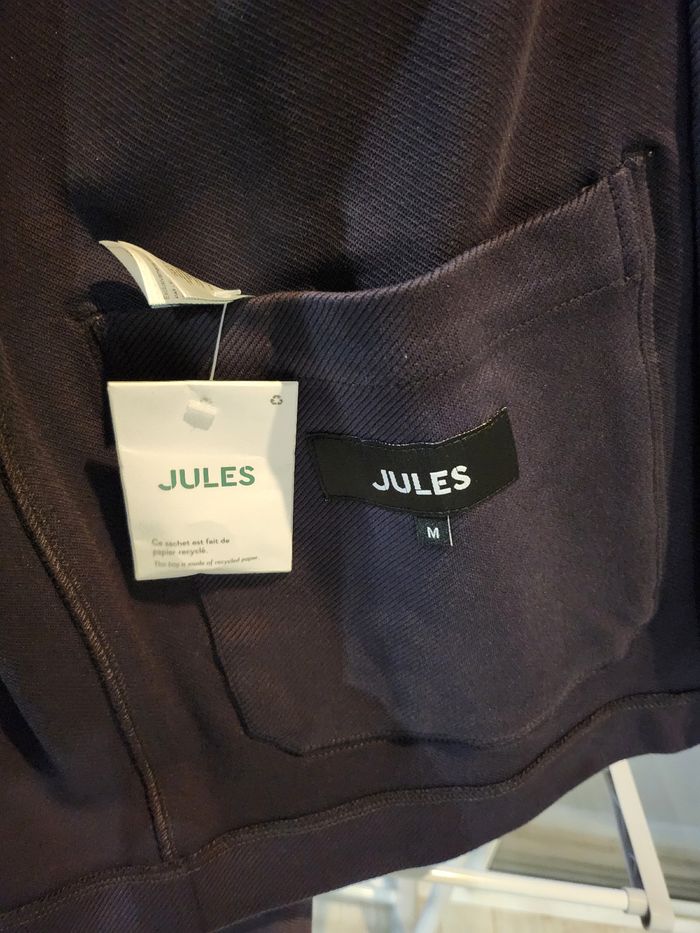 JULES
Ce sachet est fait de
papier recyclé.
This bag is made of recycled paper.
JULES
M